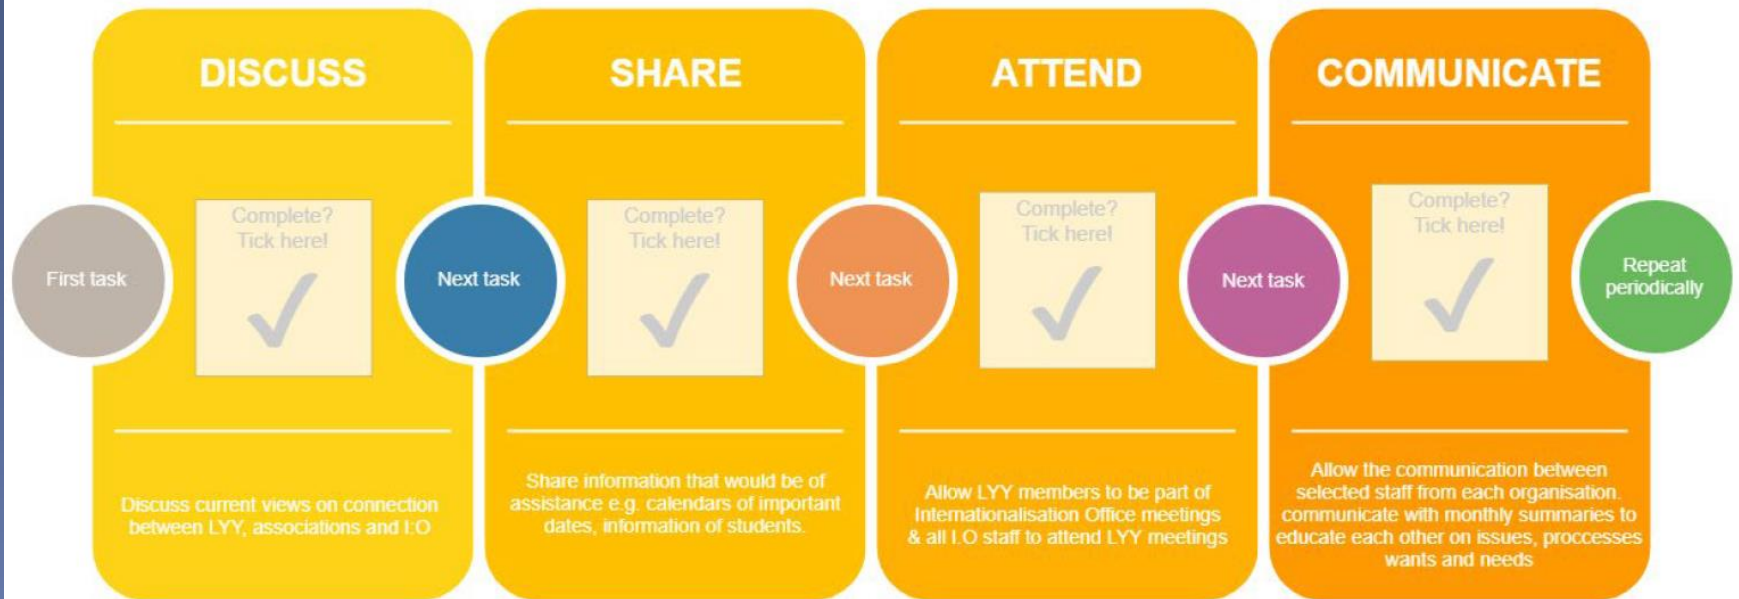 DISCUSS
SHARE
ATTEND
COMMUNICATE
First task
Complete?
Tick here!
Next task
Complete?
Tick here!
Next task
Complete?
Tick here!
Next task
Complete?
Tick here!
Repeat
periodically
Discuss current views on connection
between LYY, associations and I:O
Share information that would be of
assistance e.g. calendars of important
dates, information of students.
Allow LYY members to be part of
Internationalisation Office meetings
& all I.O staff to attend LYY meetings
Allow the communication between
selected staff from each organisation.
communicate with monthly summaries to
educate each other on issues, proccesses
wants and needs